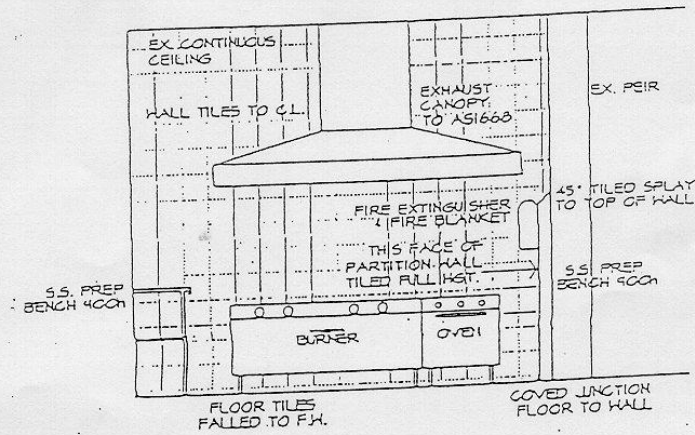 EX. CONTINUOUS
CEILING
WALL TILES TO C.L.
EXHAUST
CANOPY
TO AS1668
EX. PEIR
45° TILED SPLAY
TO TOP OF WALL
FIRE EXTINGUISHER
& FIRE BLANKET
THIS FACE OF
PARTITION WALL
TILED FULL HGT.
S.S. PREP
BENCH 900h
S.S. PREP
BENCH 900h
BURNER
OVEN
FLOOR TILES
FALLED TO F.W.
COVED JUNCTION
FLOOR TO WALL